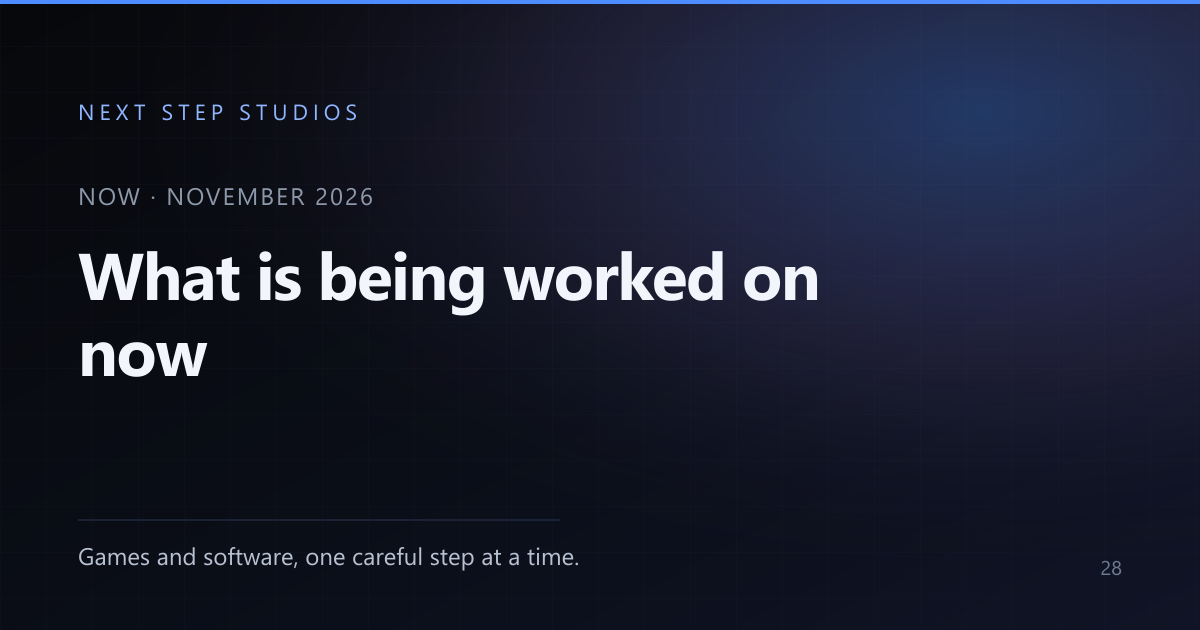 NEXT STEP STUDIOS
NOW · NOVEMBER 2026
What is being worked on
now
Games and software, one careful step at a time.
28